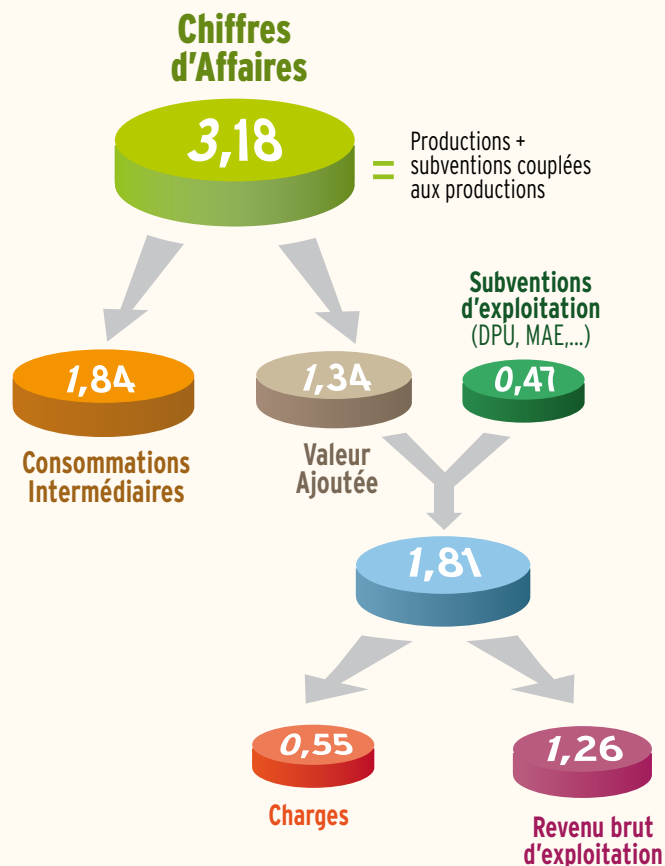 Chiffres
d'Affaires
3,18
=
Productions +
subventions couplées
aux productions
Subventions
d'exploitation
(DPU, MAE,...)
1,84
1,34
0,47
Consommations
Intermédiaires
Valeur
Ajoutée
1,81
0,55
1,26
Charges
Revenu brut
d'exploitation